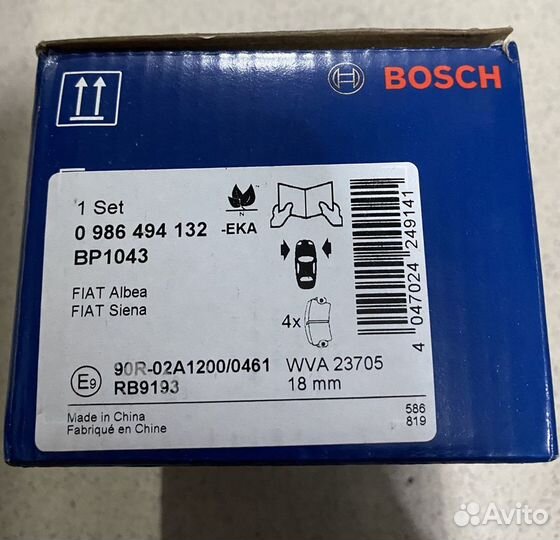 BOSCH
1 Set
N
0 986 494 132 -EKA
BP1043
FIAT Albea
FIAT Siena
4x
4 047024 249141
E9
90R-02A1200/0461
RB9193
WVA 23705
18 mm
Made in China
Fabriqué en Chine
586
819
Avito